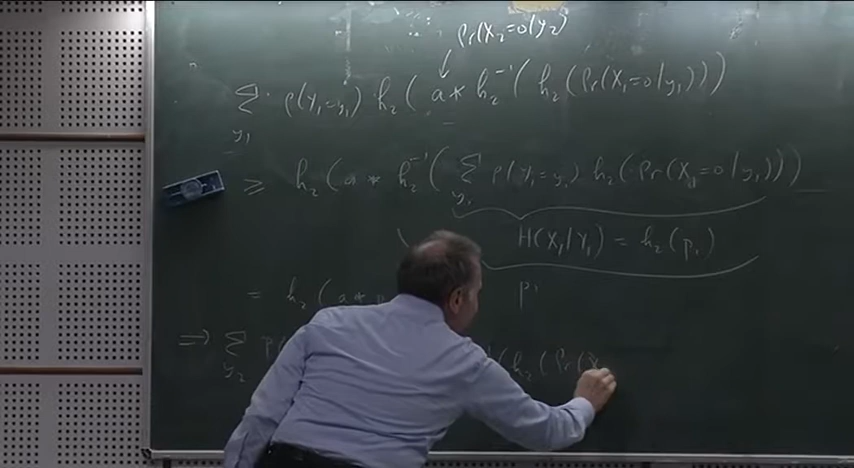 Pr(X₂=0|y₂)
∑_{y₁} p(Y₁=y₁) h₂(a * h₂⁻¹(h₂(Pr(X₁=0|y₁))))
≥ h₂(a * h₂⁻¹(∑_{y₁} p(Y₁=y₁) h₂(Pr(X₁=0|y₁))))
H(X₁|Y₁) = h₂(p₁)
= h₂(a * p₁
⇒ ∑_{y₂} p( (h₂(Pr(X